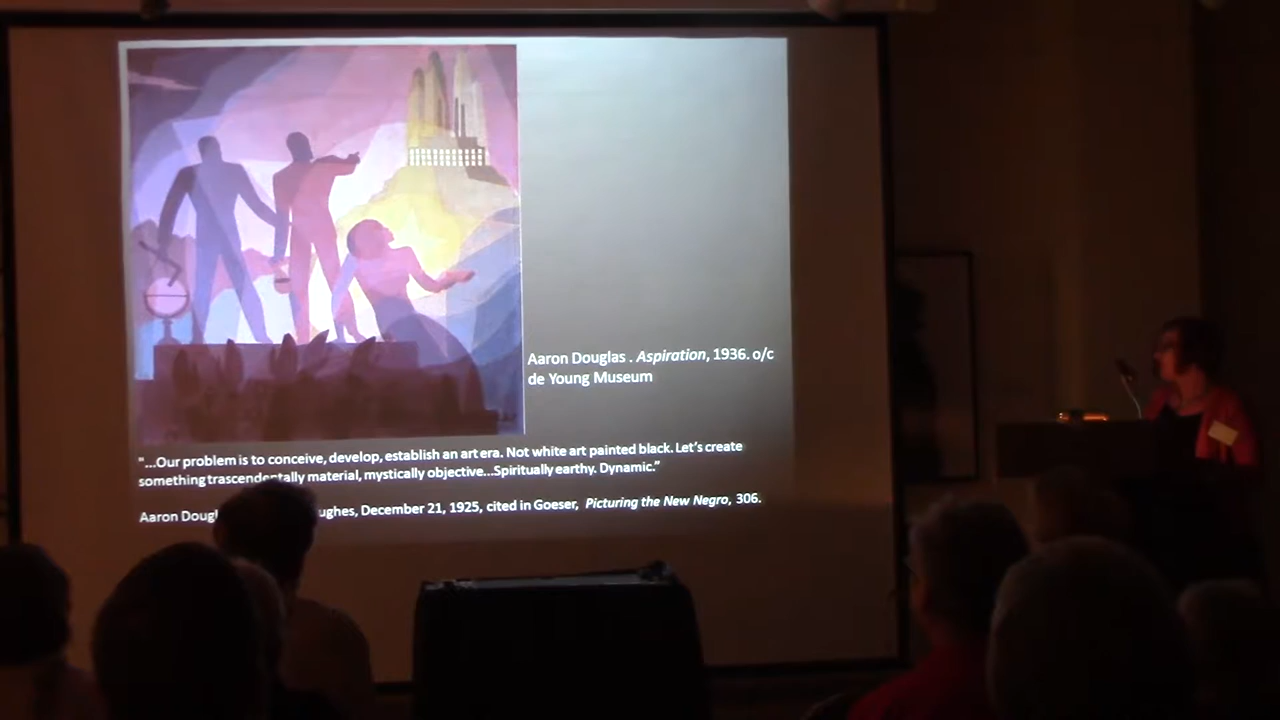 Aaron Douglas . Aspiration, 1936. o/c
de Young Museum
"...Our problem is to conceive, develop, establish an art era. Not white art painted black. Let's create
something trascendentally material, mystically objective...Spiritually earthy. Dynamic."
Aaron December 21, 1925, cited in Goeser, Picturing the New Negro, 306.